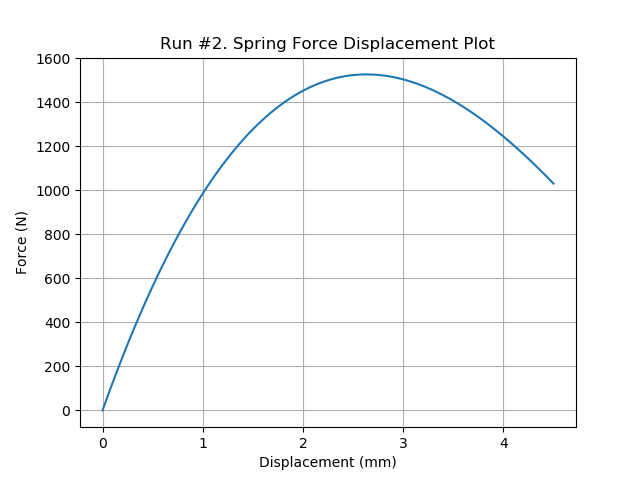 Run #2. Spring Force Displacement Plot
1600
1400
1200
1000
800
600
400
200
0
Force (N)
0 1 2 3 4
Displacement (mm)